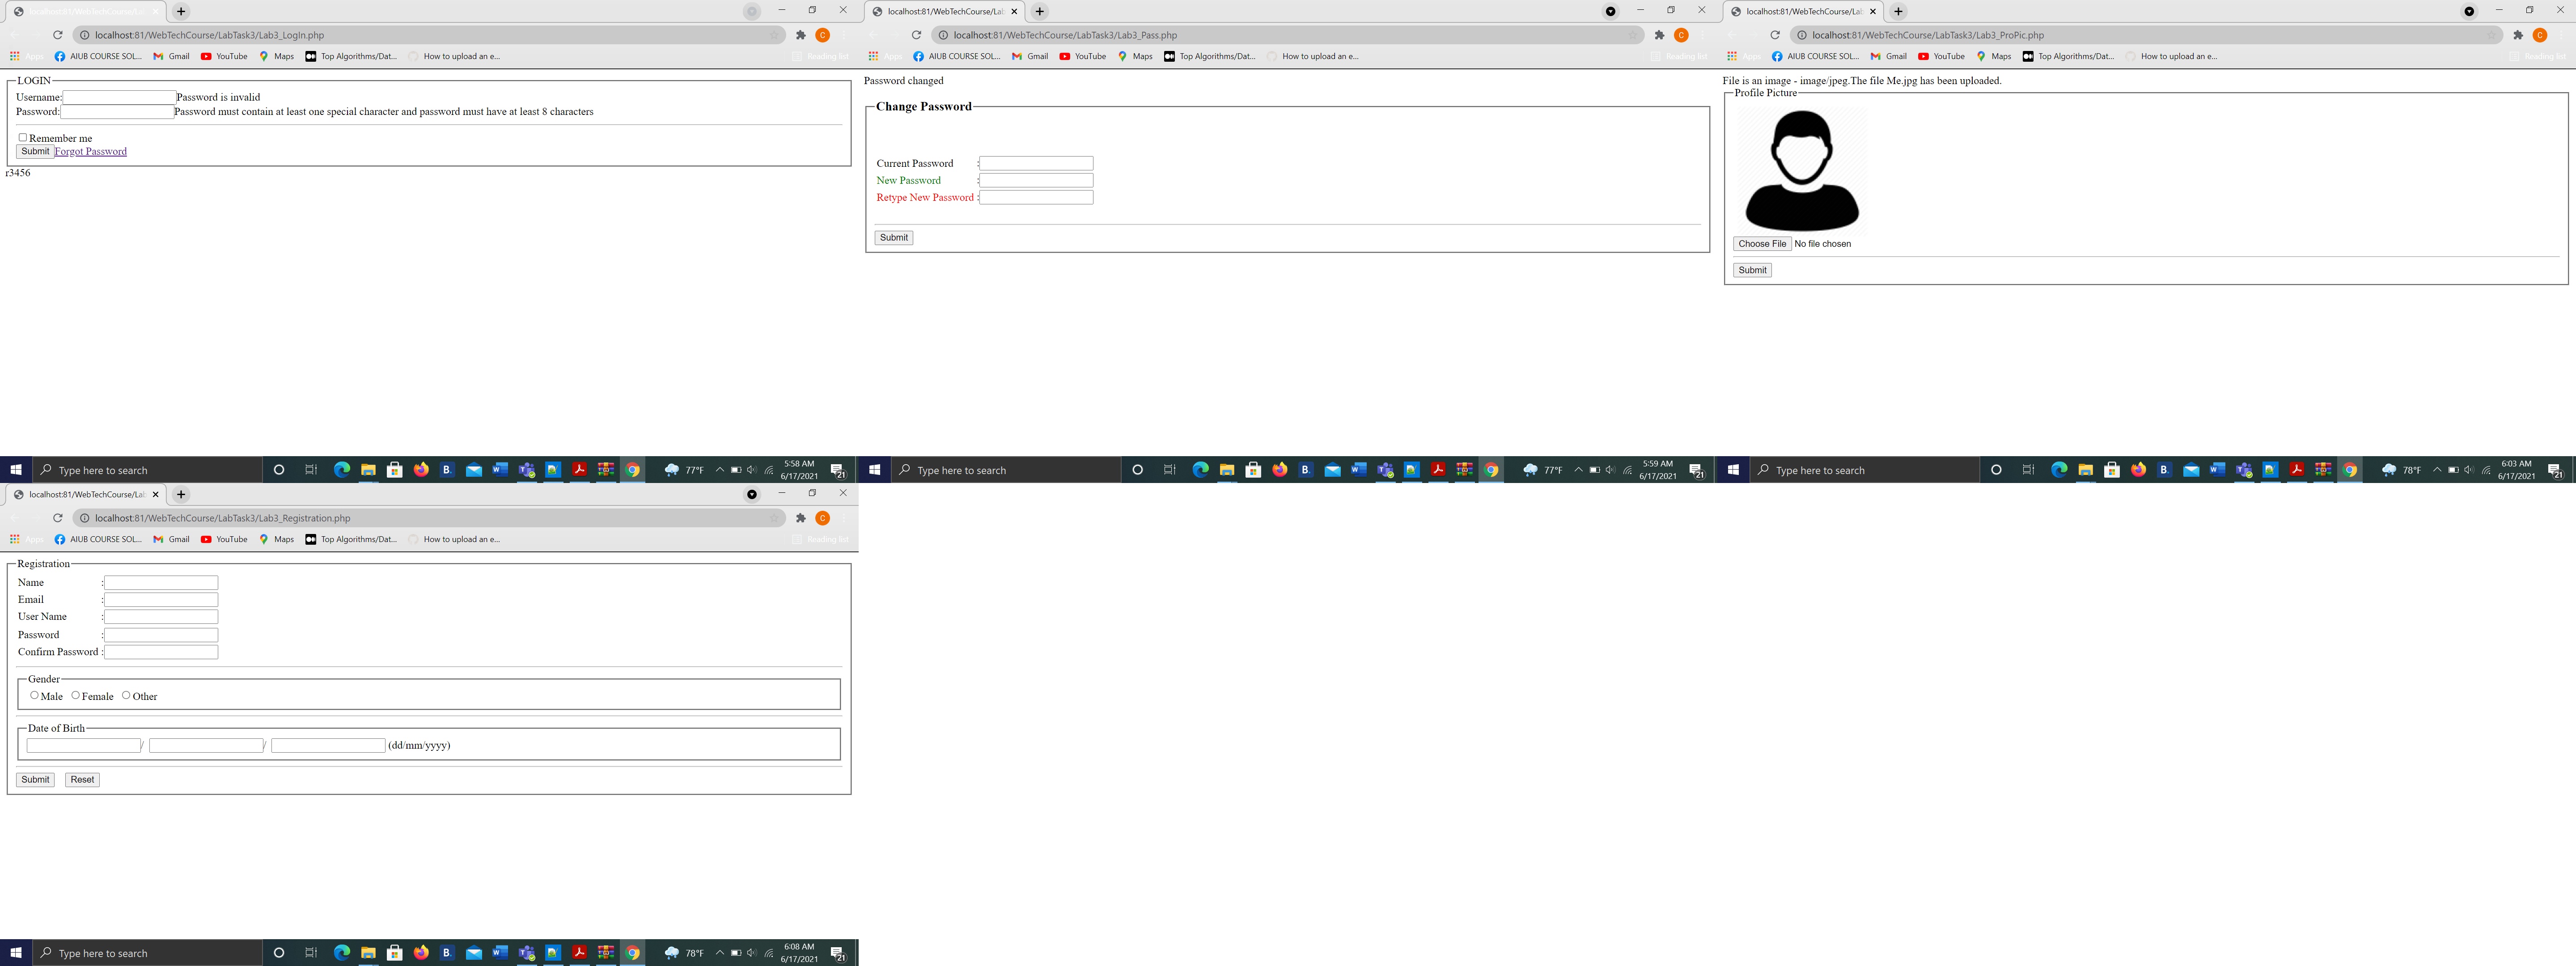 localhost:81/WebTechCourse/La
localhost:81/WebTechCourse/LabTask3/Lab3_LogIn.php
Apps AIUB COURSE SOL... Gmail YouTube Maps Top Algorithms/Dat... How to upload an e... Reading list
LOGIN
Username: Password is invalid
Password: Password must contain at least one special character and password must have at least 8 characters
Remember me
Submit Forgot Password
r3456
Type here to search B. 77°F 5:58 AM
6/17/2021 21
localhost:81/WebTechCourse/La
localhost:81/WebTechCourse/LabTask3/Lab3_Pass.php
Apps AIUB COURSE SOL... Gmail YouTube Maps Top Algorithms/Dat... How to upload an e... Reading list
Password changed
Change Password
Current Password :
New Password :
Retype New Password :
Submit
Type here to search B. 77°F 5:59 AM
6/17/2021 21
localhost:81/WebTechCourse/La
localhost:81/WebTechCourse/LabTask3/Lab3_ProPic.php
Apps AIUB COURSE SOL... Gmail YouTube Maps Top Algorithms/Dat... How to upload an e... Reading list
File is an image - image/jpeg.The file Me.jpg has been uploaded.
Profile Picture
Choose File No file chosen
Submit
Type here to search B. 78°F 6:03 AM
6/17/2021 21
localhost:81/WebTechCourse/La
localhost:81/WebTechCourse/LabTask3/Lab3_Registration.php
Apps AIUB COURSE SOL... Gmail YouTube Maps Top Algorithms/Dat... How to upload an e... Reading list
Registration
Name :
Email :
User Name :
Password :
Confirm Password :
Gender
Male Female Other
Date of Birth
/ / (dd/mm/yyyy)
Submit Reset
Type here to search B. 78°F 6:08 AM
6/17/2021 21